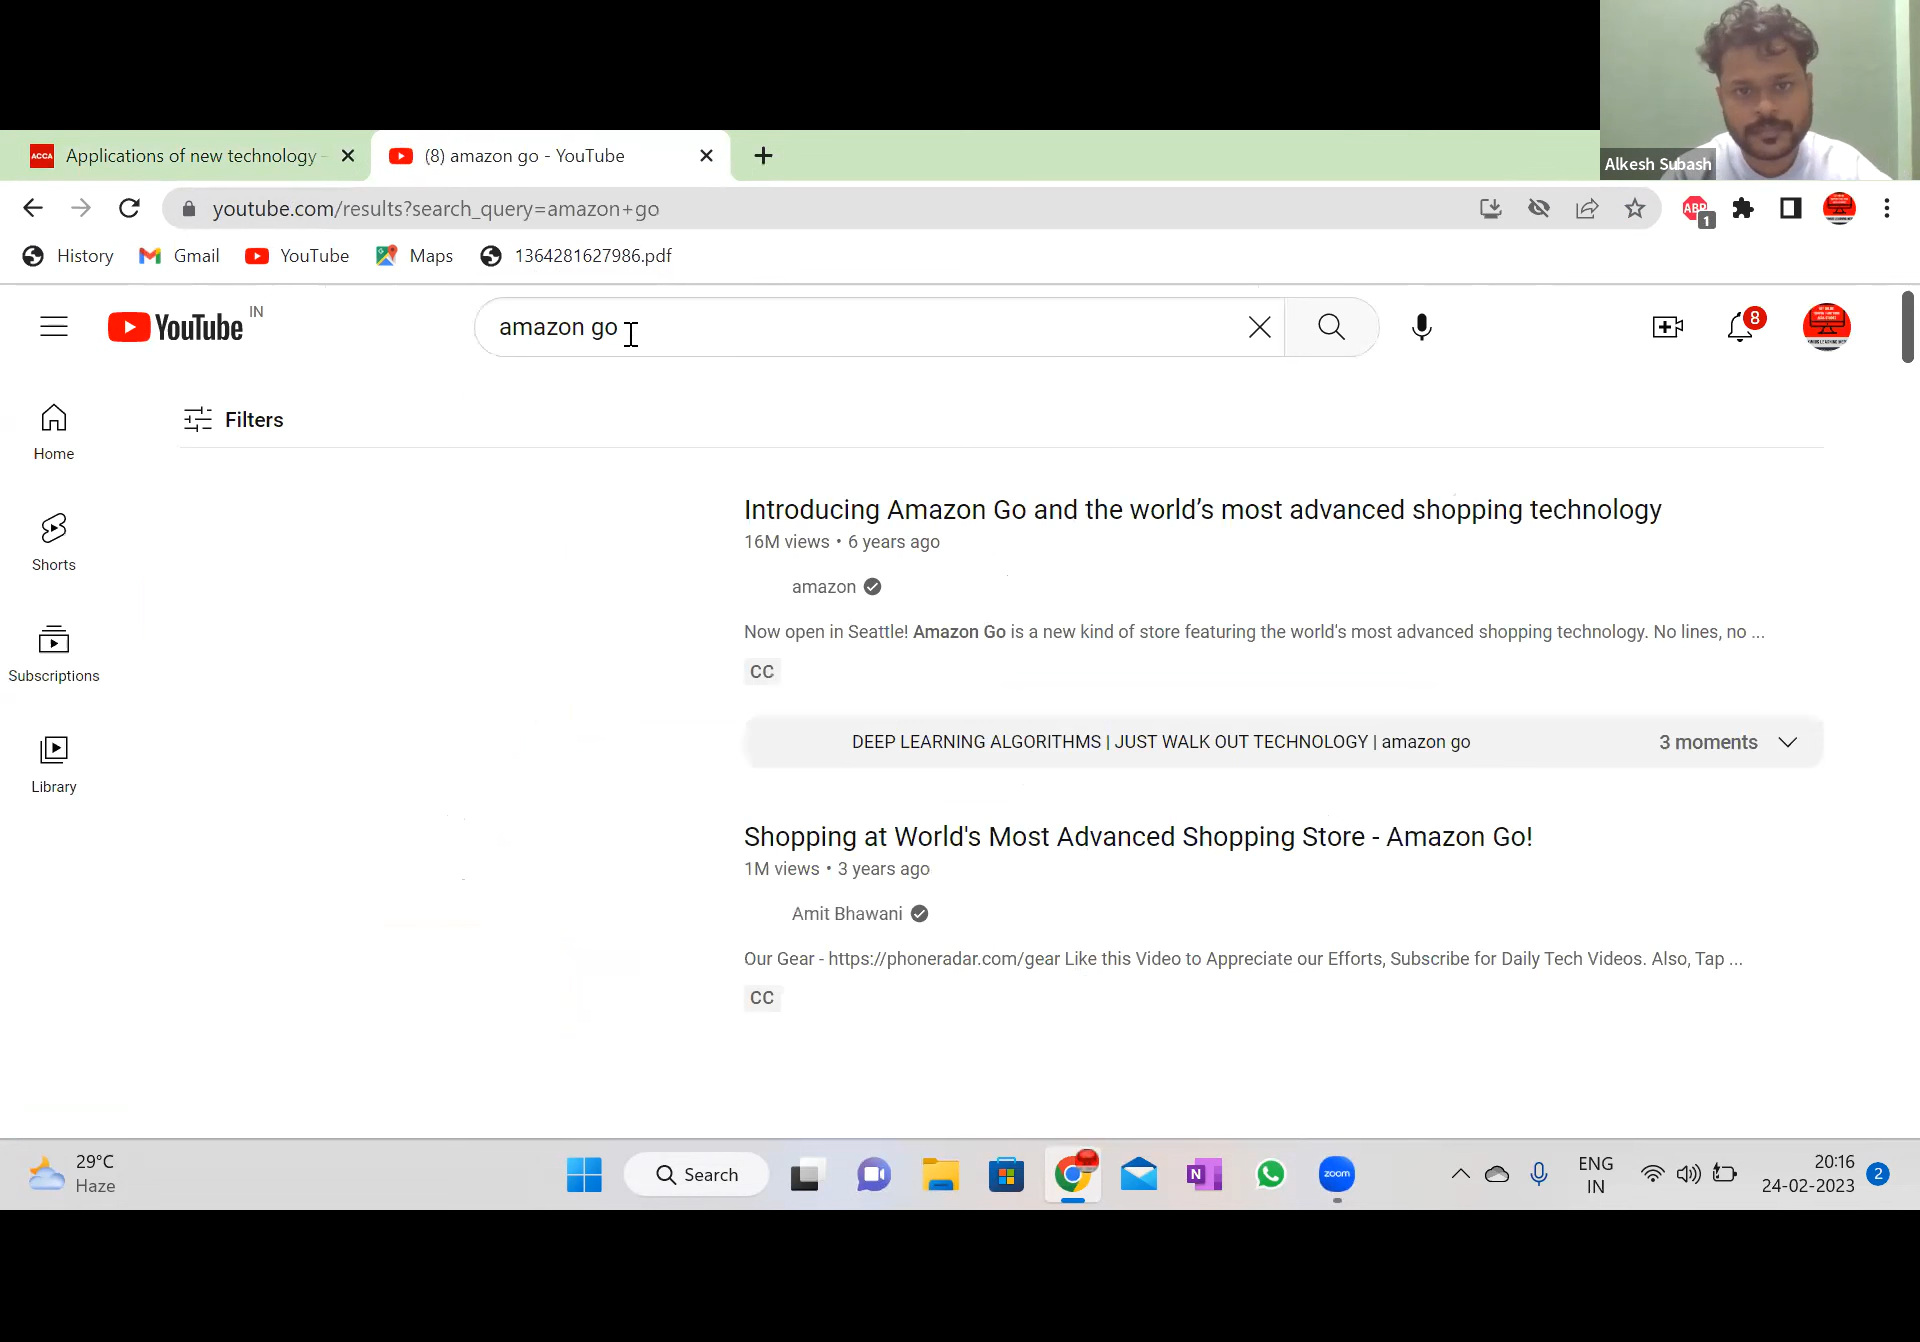 Alkesh Subash
ACCA Applications of new technology -
(8) amazon go - YouTube
youtube.com/results?search_query=amazon+go
ABP 1
History Gmail YouTube Maps 1364281627986.pdf
YouTube IN
amazon go
8
Filters
Home
Shorts
Subscriptions
Library
Introducing Amazon Go and the world's most advanced shopping technology
16M views • 6 years ago
amazon
Now open in Seattle! Amazon Go is a new kind of store featuring the world's most advanced shopping technology. No lines, no ...
CC
DEEP LEARNING ALGORITHMS | JUST WALK OUT TECHNOLOGY | amazon go 3 moments
Shopping at World's Most Advanced Shopping Store - Amazon Go!
1M views • 3 years ago
Amit Bhawani
Our Gear - https://phoneradar.com/gear Like this Video to Appreciate our Efforts, Subscribe for Daily Tech Videos. Also, Tap ...
CC
29°C
Haze
Search
N
zoom
ENG
IN
20:16
24-02-2023
2